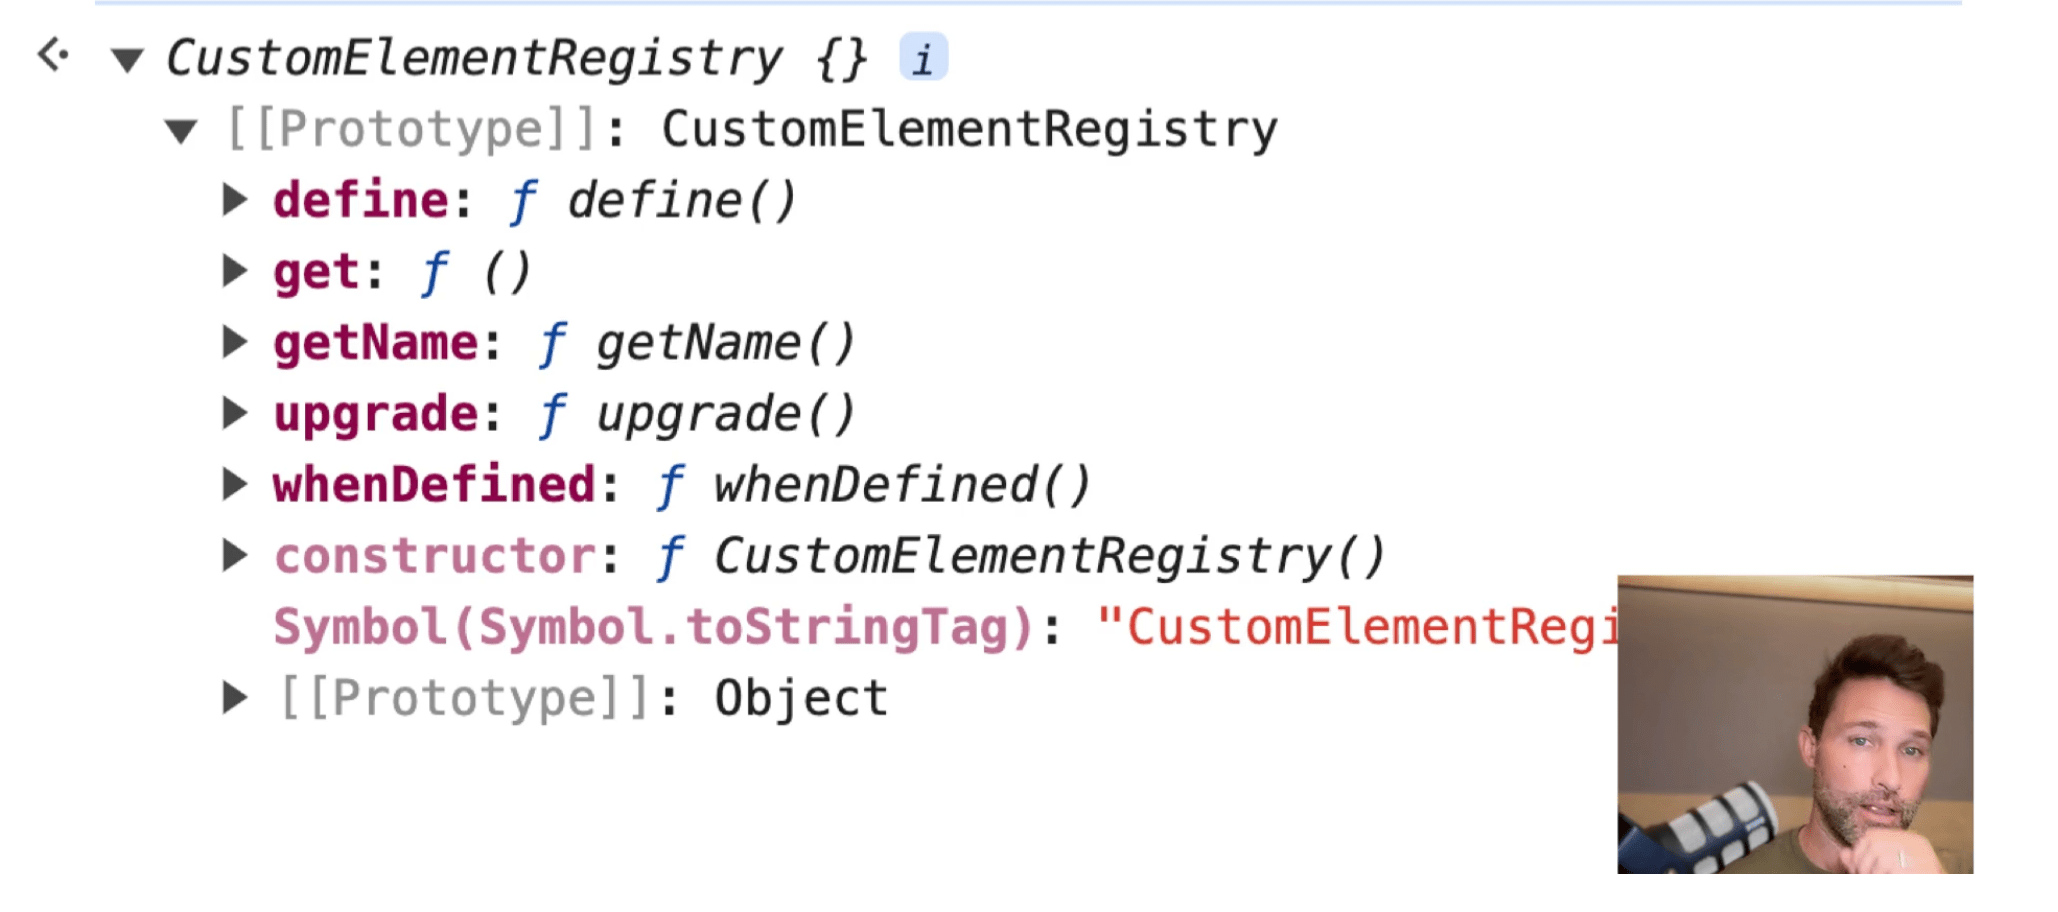 CustomElementRegistry {} i
[[Prototype]]: CustomElementRegistry
define: ƒ define()
get: ƒ ()
getName: ƒ getName()
upgrade: ƒ upgrade()
whenDefined: ƒ whenDefined()
constructor: ƒ CustomElementRegistry()
Symbol(Symbol.toStringTag): "CustomElementRegi
[[Prototype]]: Object